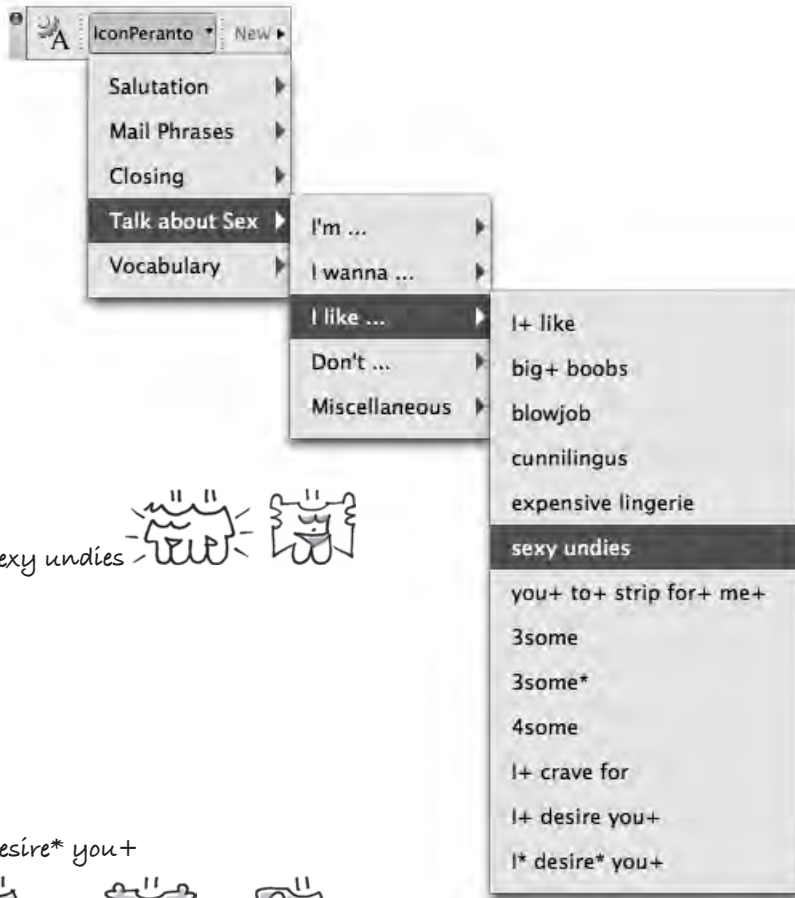 A
IconPeranto New
Salutation
Mail Phrases
Closing
Talk about Sex
Vocabulary
I'm ...
I wanna ...
I like ...
Don't ...
Miscellaneous
I+ like
big+ boobs
blowjob
cunnilingus
expensive lingerie
sexy undies
you+ to+ strip for+ me+
3some
3some*
4some
I+ crave for
I+ desire you+
I* desire* you+
exy undies
esire* you+